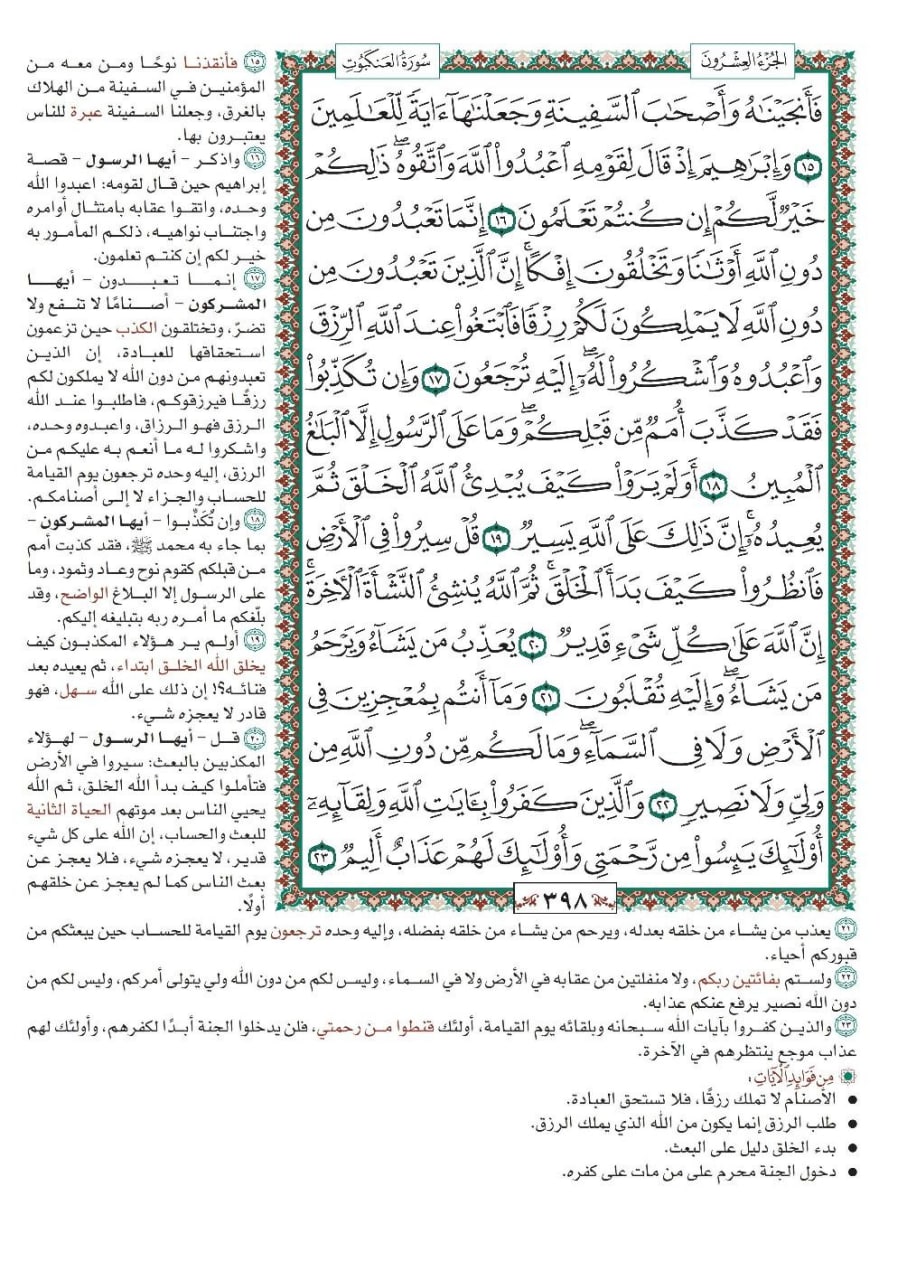 الجُزْءُ العِشْرُونَ
سُورَةُ العَنكَبُوتِ
فَأَنجَيْنَٰهُ وَأَصْحَٰبَ ٱلسَّفِينَةِ وَجَعَلْنَٰهَآ ءَايَةً لِّلْعَٰلَمِينَ
١٥ وَإِبْرَٰهِيمَ إِذْ قَالَ لِقَوْمِهِ ٱعْبُدُوا۟ ٱللَّهَ وَٱتَّقُوهُ ۖ ذَٰلِكُمْ
خَيْرٌ لَّكُمْ إِن كُنتُمْ تَعْلَمُونَ ١٦ إِنَّمَا تَعْبُدُونَ مِن
دُونِ ٱللَّهِ أَوْثَٰنًا وَتَخْلُقُونَ إِفْكًا ۚ إِنَّ ٱلَّذِينَ تَعْبُدُونَ مِن
دُونِ ٱللَّهِ لَا يَمْلِكُونَ لَكُمْ رِزْقًا فَٱبْتَغُوا۟ عِندَ ٱللَّهِ ٱلرِّزْقَ
وَٱعْبُدُوهُ وَٱشْكُرُوا۟ لَهُۥٓ ۖ إِلَيْهِ تُرْجَعُونَ ١٧ وَإِن تُكَذِّبُوا۟
فَقَدْ كَذَّبَ أُمَمٌ مِّن قَبْلِكُمْ ۖ وَمَا عَلَى ٱلرَّسُولِ إِلَّا ٱلْبَلَٰغُ
ٱلْمُبِينُ ١٨ أَوَلَمْ يَرَوْا۟ كَيْفَ يُبْدِئُ ٱللَّهُ ٱلْخَلْقَ ثُمَّ
يُعِيدُهُۥٓ ۚ إِنَّ ذَٰلِكَ عَلَى ٱللَّهِ يَسِيرٌ ١٩ قُلْ سِيرُوا۟ فِى ٱلْأَرْضِ
فَٱنظُرُوا۟ كَيْفَ بَدَأَ ٱلْخَلْقَ ۚ ثُمَّ ٱللَّهُ يُنشِئُ ٱلنَّشْأَةَ ٱلْءَاخِرَةَ ۚ
إِنَّ ٱللَّهَ عَلَىٰ كُلِّ شَىْءٍ قَدِيرٌ ٢٠ يُعَذِّبُ مَن يَشَآءُ وَيَرْحَمُ
مَن يَشَآءُ ۖ وَإِلَيْهِ تُقْلَبُونَ ٢١ وَمَآ أَنتُم بِمُعْجِزِينَ فِى
ٱلْأَرْضِ وَلَا فِى ٱلسَّمَآءِ ۖ وَمَا لَكُم مِّن دُونِ ٱللَّهِ مِن
وَلِىٍّ وَلَا نَصِيرٍ ٢٢ وَٱلَّذِينَ كَفَرُوا۟ بِـَٔايَٰتِ ٱللَّهِ وَلِقَآئِهِۦٓ
أُو۟لَٰٓئِكَ يَئِسُوا۟ مِن رَّحْمَتِى وَأُو۟لَٰٓئِكَ لَهُمْ عَذَابٌ أَلِيمٌ ٢٣
٣٩٨
١٥ فأنقذنا نوحًا ومن معه من
المؤمنين في السفينة من الهلاك
بالغرق، وجعلنا السفينة عبرة للناس
يعتبرون بها.
١٦ واذكر - أيها الرسول - قصة
إبراهيم حين قال لقومه: اعبدوا الله
وحده، واتقوا عقابه بامتثال أوامره
واجتناب نواهيه، ذلكم المأمور به
خير لكم إن كنتم تعلمون.
١٧ إنما تعبدون - أيها
المشركون - أصنامًا لا تنفع ولا
تضرّ، وتختلقون الكذب حين تزعمون
استحقاقها للعبادة، إن الذين
تعبدونهم من دون الله لا يملكون لكم
رزقًا فيرزقوكم، فاطلبوا عند الله
الرزق فهو الرزاق، واعبدوه وحده،
واشكروا له ما أنعم به عليكم من
الرزق، إليه وحده ترجعون يوم القيامة
للحساب والجزاء لا إلى أصنامكم.
١٨ وإن تُكَذِّبوا - أيها المشركون -
بما جاء به محمد ﷺ، فقد كذبت أمم
من قبلكم كقوم نوح وعاد وثمود، وما
على الرسول إلا البلاغ الواضح، وقد
بلّغكم ما أمره ربه بتبليغه إليكم.
١٩ أولم ير هؤلاء المكذبون كيف
يخلق الله الخلق ابتداء، ثم يعيده بعد
فنائه؟! إن ذلك على الله سهل، فهو
قادر لا يعجزه شيء.
٢٠ قل - أيها الرسول - لهؤلاء
المكذبين بالبعث: سيروا في الأرض
فتأملوا كيف بدأ الله الخلق، ثم الله
يحيي الناس بعد موتهم الحياة الثانية
للبعث والحساب، إن الله على كل شيء
قدير، لا يعجزه شيء، فلا يعجز عن
بعث الناس كما لم يعجز عن خلقهم
أولًا.
٢١ يعذب من يشاء من خلقه بعدله، ويرحم من يشاء من خلقه بفضله، وإليه وحده ترجعون يوم القيامة للحساب حين يبعثكم من
قبوركم أحياء.
٢٢ ولستم بفائتين ربكم، ولا منفلتين من عقابه في الأرض ولا في السماء، وليس لكم من دون الله ولي يتولى أمركم، وليس لكم من
دون الله نصير يرفع عنكم عذابه.
٢٣ والذين كفروا بآيات الله سبحانه وبلقائه يوم القيامة، أولئك قنطوا من رحمتي، فلن يدخلوا الجنة أبدًا لكفرهم، وأولئك لهم
عذاب موجع ينتظرهم في الآخرة.
مِن فَوَائِدِ الآيَاتِ:
• الأصنام لا تملك رزقًا، فلا تستحق العبادة.
• طلب الرزق إنما يكون من الله الذي يملك الرزق.
• بدء الخلق دليل على البعث.
• دخول الجنة محرم على من مات على كفره.